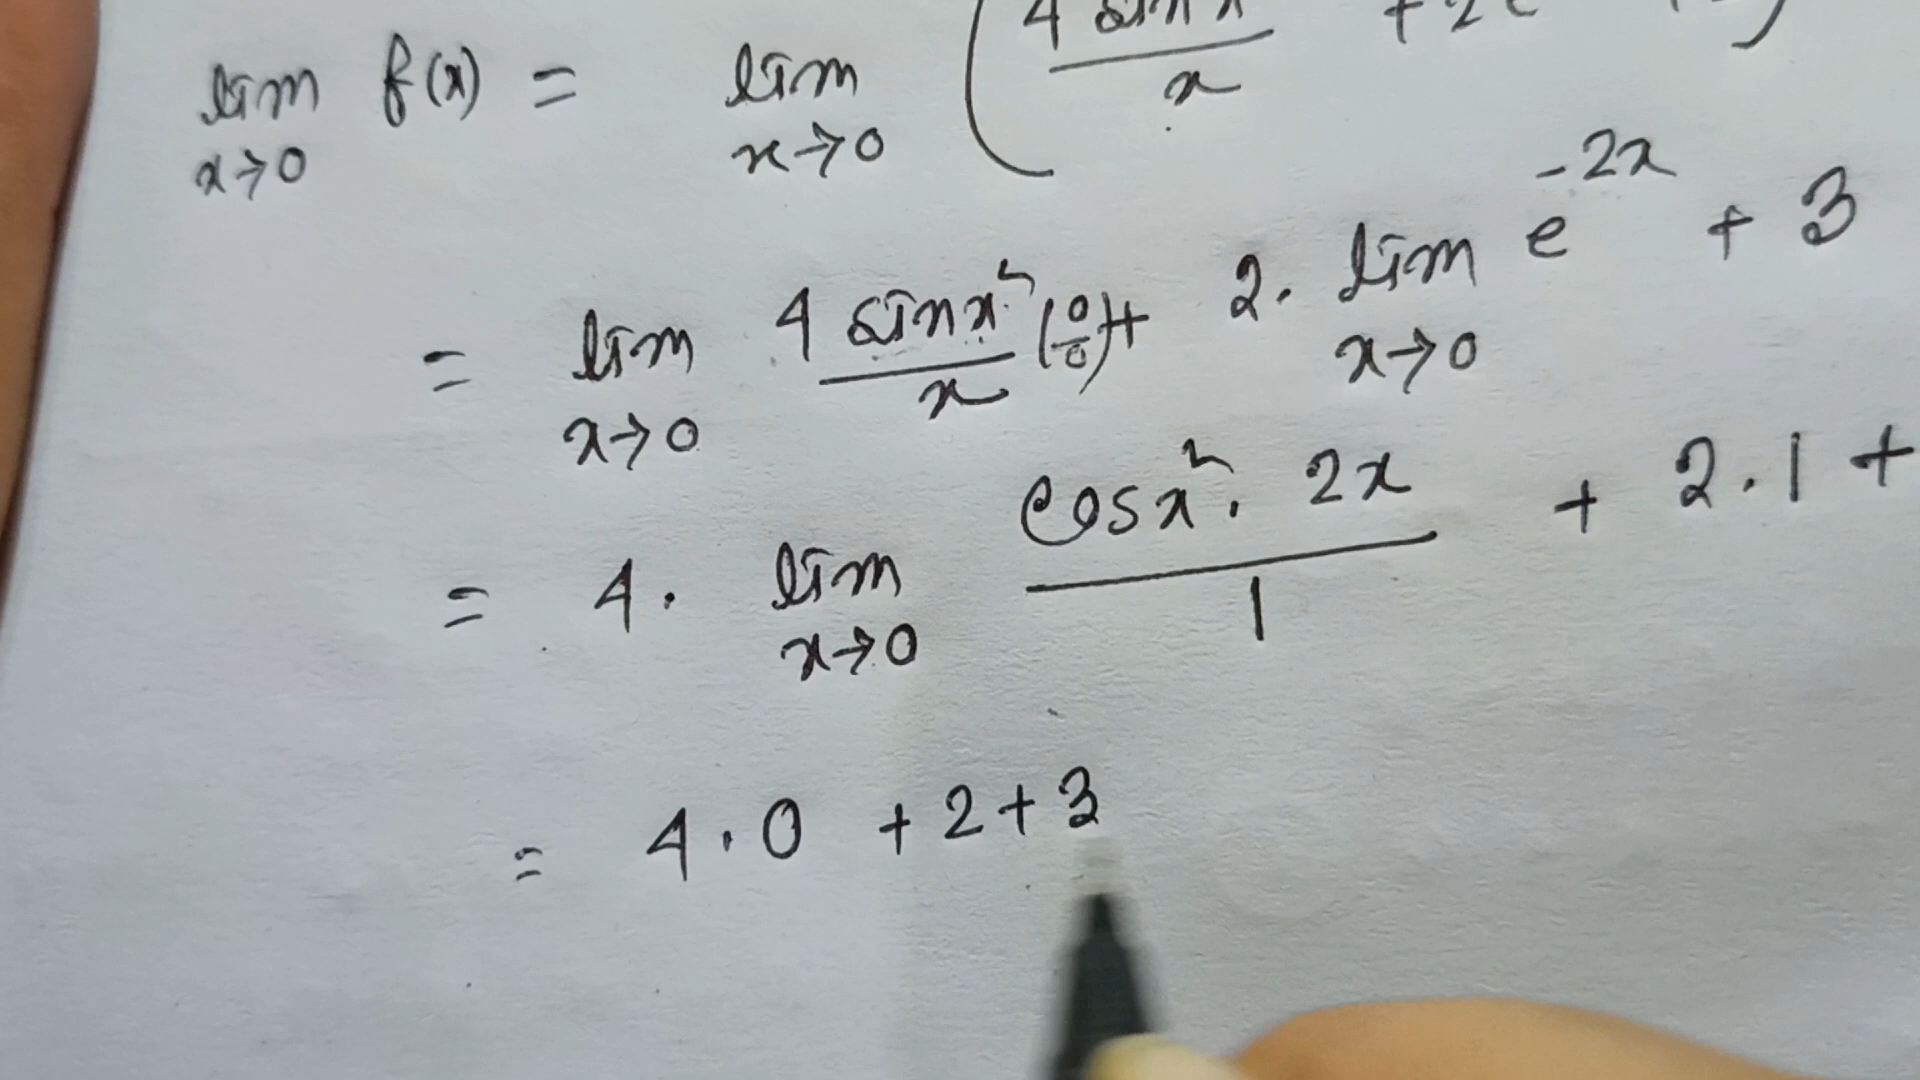 lim f(x) = lim ( 4 sin x / x + 2e
x→0 x→0
= lim 4 sin x² / x (0/0) + 2. lim e^-2x + 3
x→0 x→0
= 4. lim cos x² . 2x / 1 + 2.1 +
x→0
= 4.0 + 2 + 3